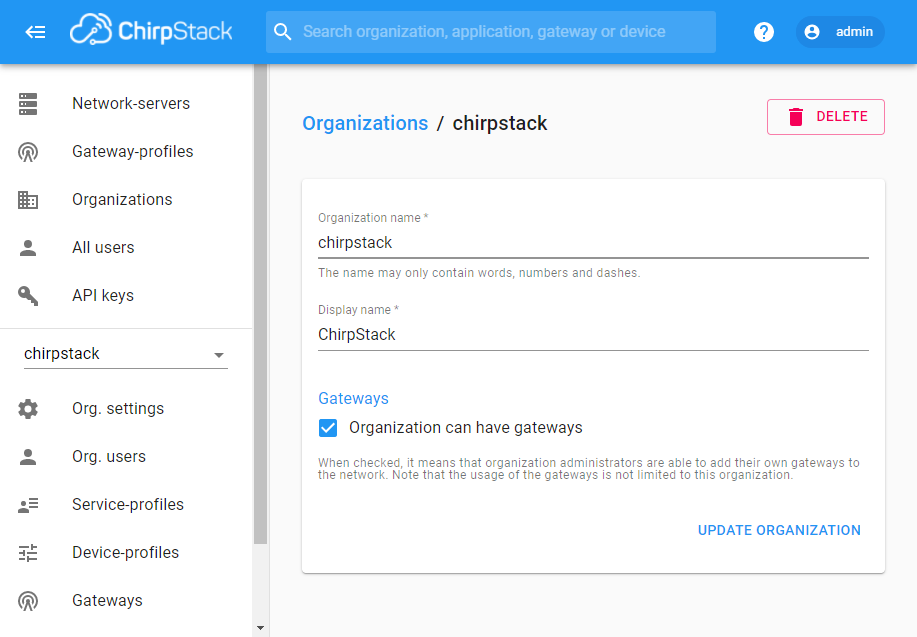 ChirpStack
Search organization, application, gateway or device
?
admin
Network-servers
Gateway-profiles
Organizations
All users
API keys
chirpstack
Org. settings
Org. users
Service-profiles
Device-profiles
Gateways
Organizations / chirpstack
DELETE
Organization name *
chirpstack
The name may only contain words, numbers and dashes.
Display name *
ChirpStack
Gateways
Organization can have gateways
When checked, it means that organization administrators are able to add their own gateways to
the network. Note that the usage of the gateways is not limited to this organization.
UPDATE ORGANIZATION